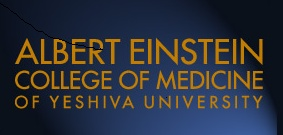 ALBERT EINSTEIN
COLLEGE OF MEDICINE
OF YESHIVA UNIVERSITY